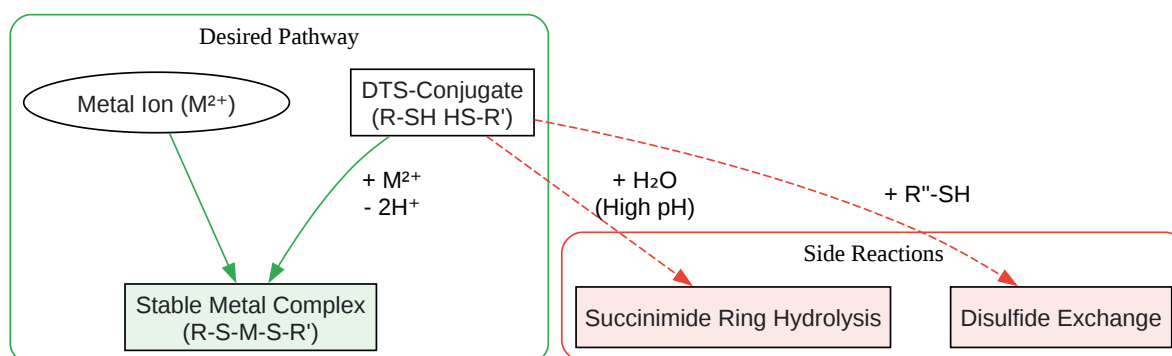 Desired Pathway
Metal Ion (M²⁺)
DTS-Conjugate
(R-SH HS-R')
+ M²⁺
- 2H⁺
+ H₂O
(High pH)
+ R''-SH
Side Reactions
Stable Metal Complex
(R-S-M-S-R')
Succinimide Ring Hydrolysis
Disulfide Exchange